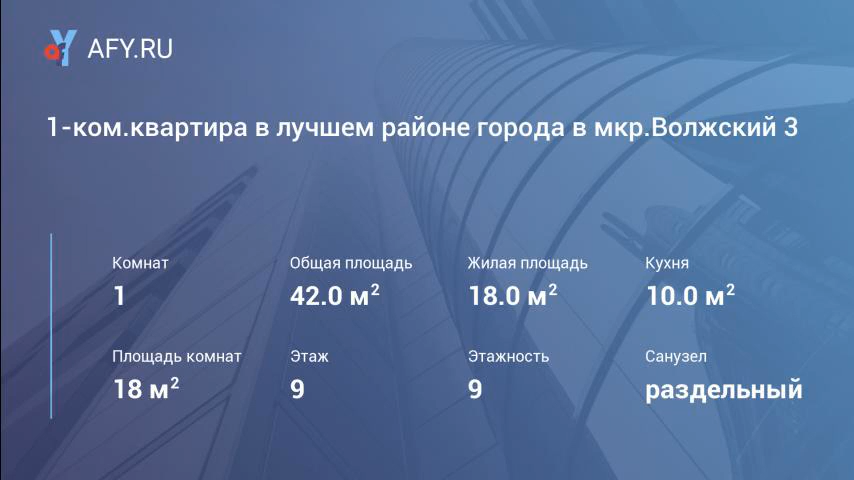 AFY.RU
1-ком.квартира в лучшем районе города в мкр.Волжский 3
Комнат Общая площадь Жилая площадь Кухня
1 42.0 м² 18.0 м² 10.0 м²
Площадь комнат Этаж Этажность Санузел
18 м² 9 9 раздельный